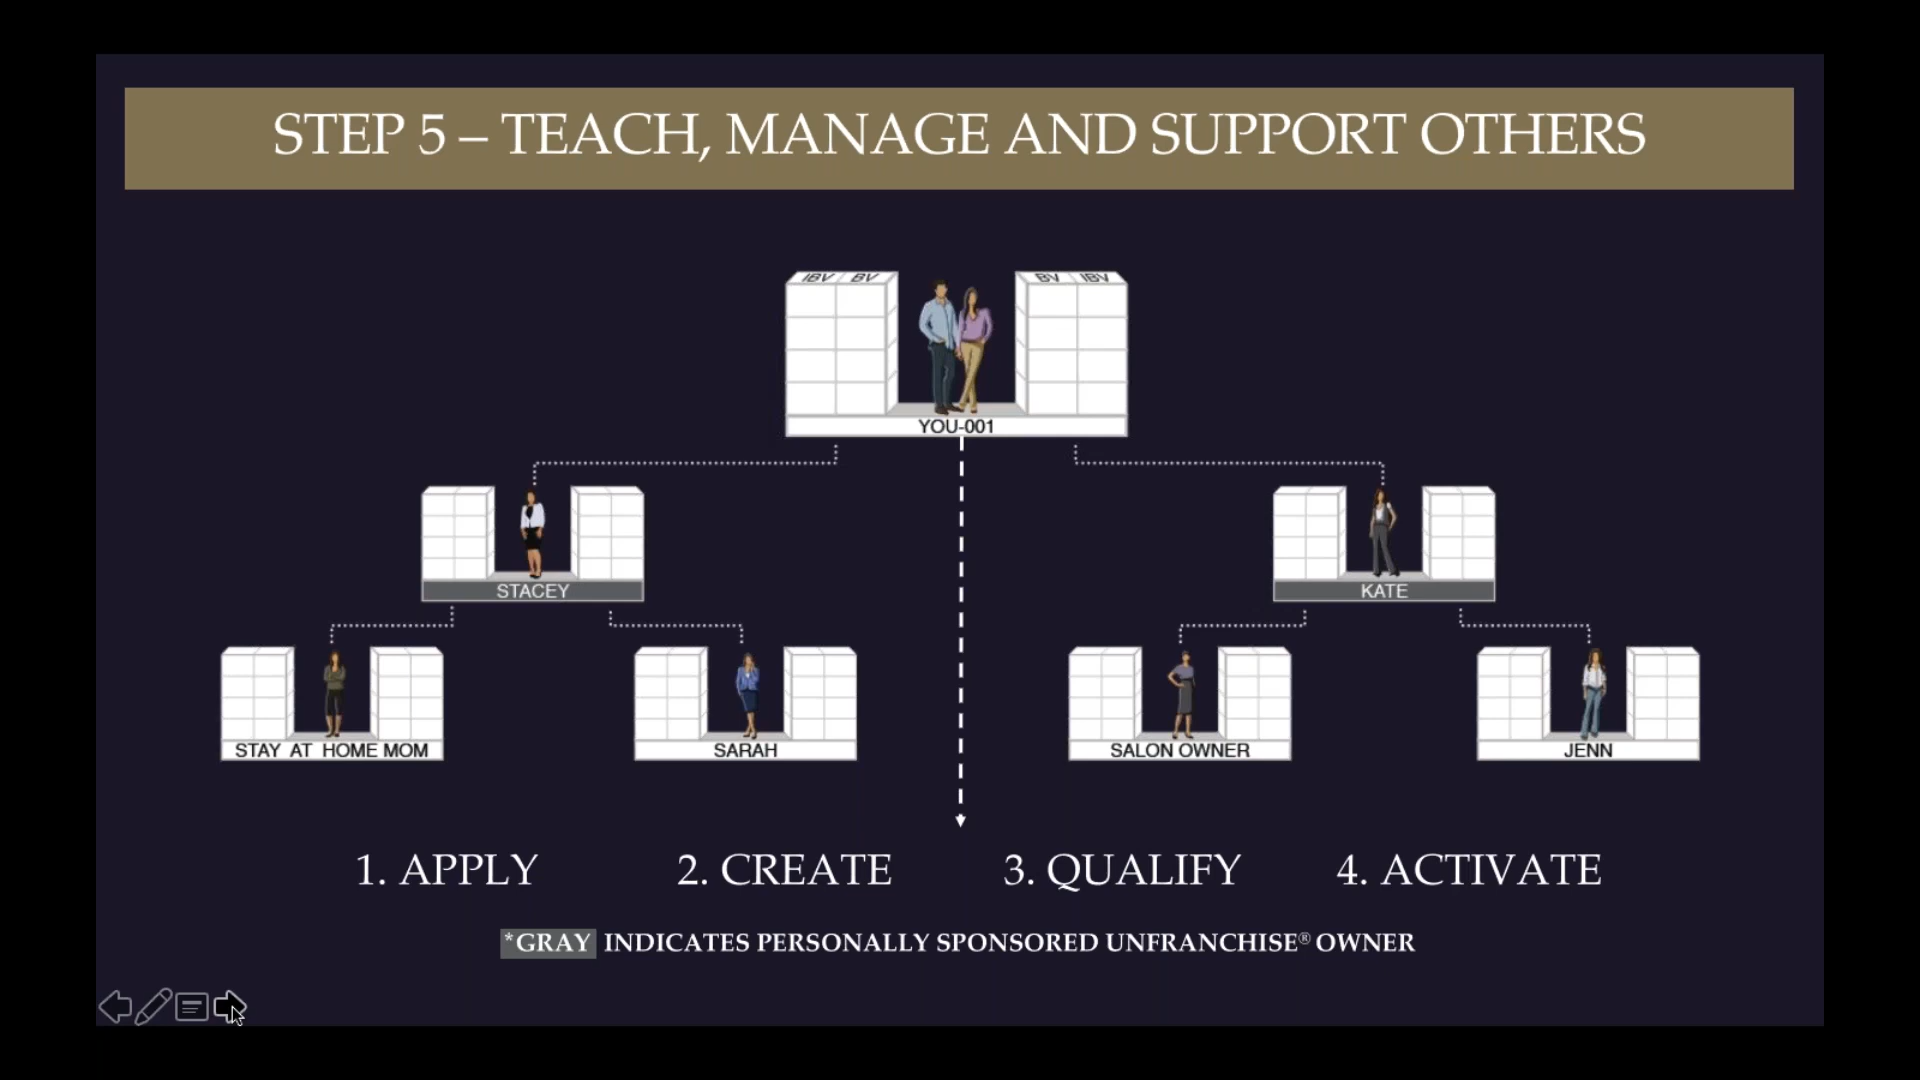 STEP 5 – TEACH, MANAGE AND SUPPORT OTHERS
IBV BV BV IBV
YOU-001
STACEY KATE
STAY AT HOME MOM SARAH SALON OWNER JENN
1. APPLY 2. CREATE 3. QUALIFY 4. ACTIVATE
*GRAY INDICATES PERSONALLY SPONSORED UNFRANCHISE® OWNER